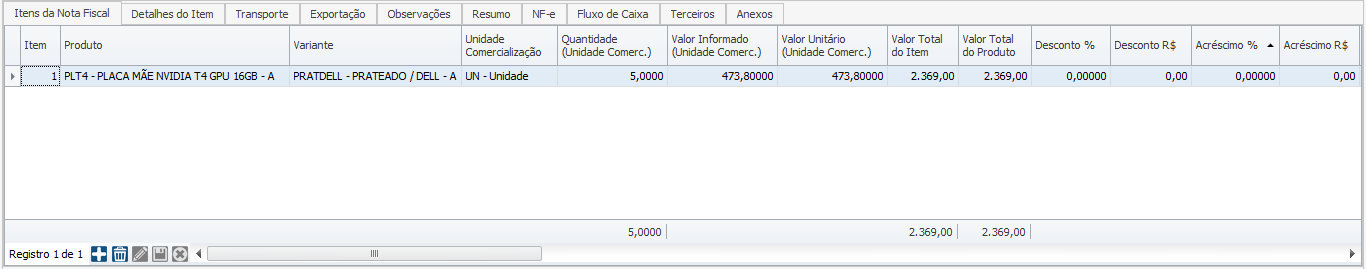 Itens da Nota Fiscal Detalhes do Item Transporte Exportação Observações Resumo NF-e Fluxo de Caixa Terceiros Anexos
Item Produto Variante Unidade Comercialização Quantidade (Unidade Comerc.) Valor Informado (Unidade Comerc.) Valor Unitário (Unidade Comerc.) Valor Total do Item Valor Total do Produto Desconto % Desconto R$ Acréscimo % Acréscimo R$
1 PLT4 - PLACA MÃE NVIDIA T4 GPU 16GB - A PRATDELL - PRATEADO / DELL - A UN - Unidade 5,0000 473,80000 473,80000 2.369,00 2.369,00 0,00000 0,00 0,00000 0,00
5,0000 2.369,00 2.369,00
Registro 1 de 1